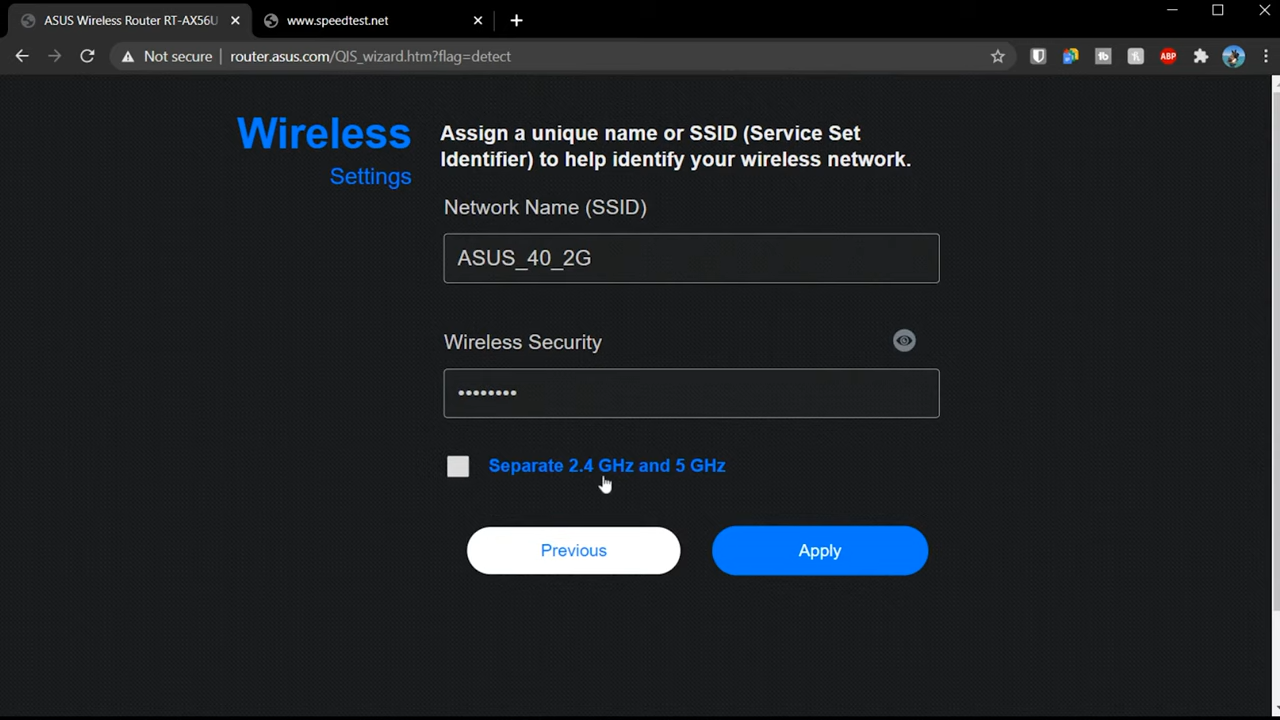 ASUS Wireless Router RT-AX56U
www.speedtest.net
Not secure
router.asus.com/QIS_wizard.htm?flag=detect
ABP
Wireless
Settings
Assign a unique name or SSID (Service Set
Identifier) to help identify your wireless network.
Network Name (SSID)
ASUS_40_2G
Wireless Security
••••••••
Separate 2.4 GHz and 5 GHz
Previous
Apply